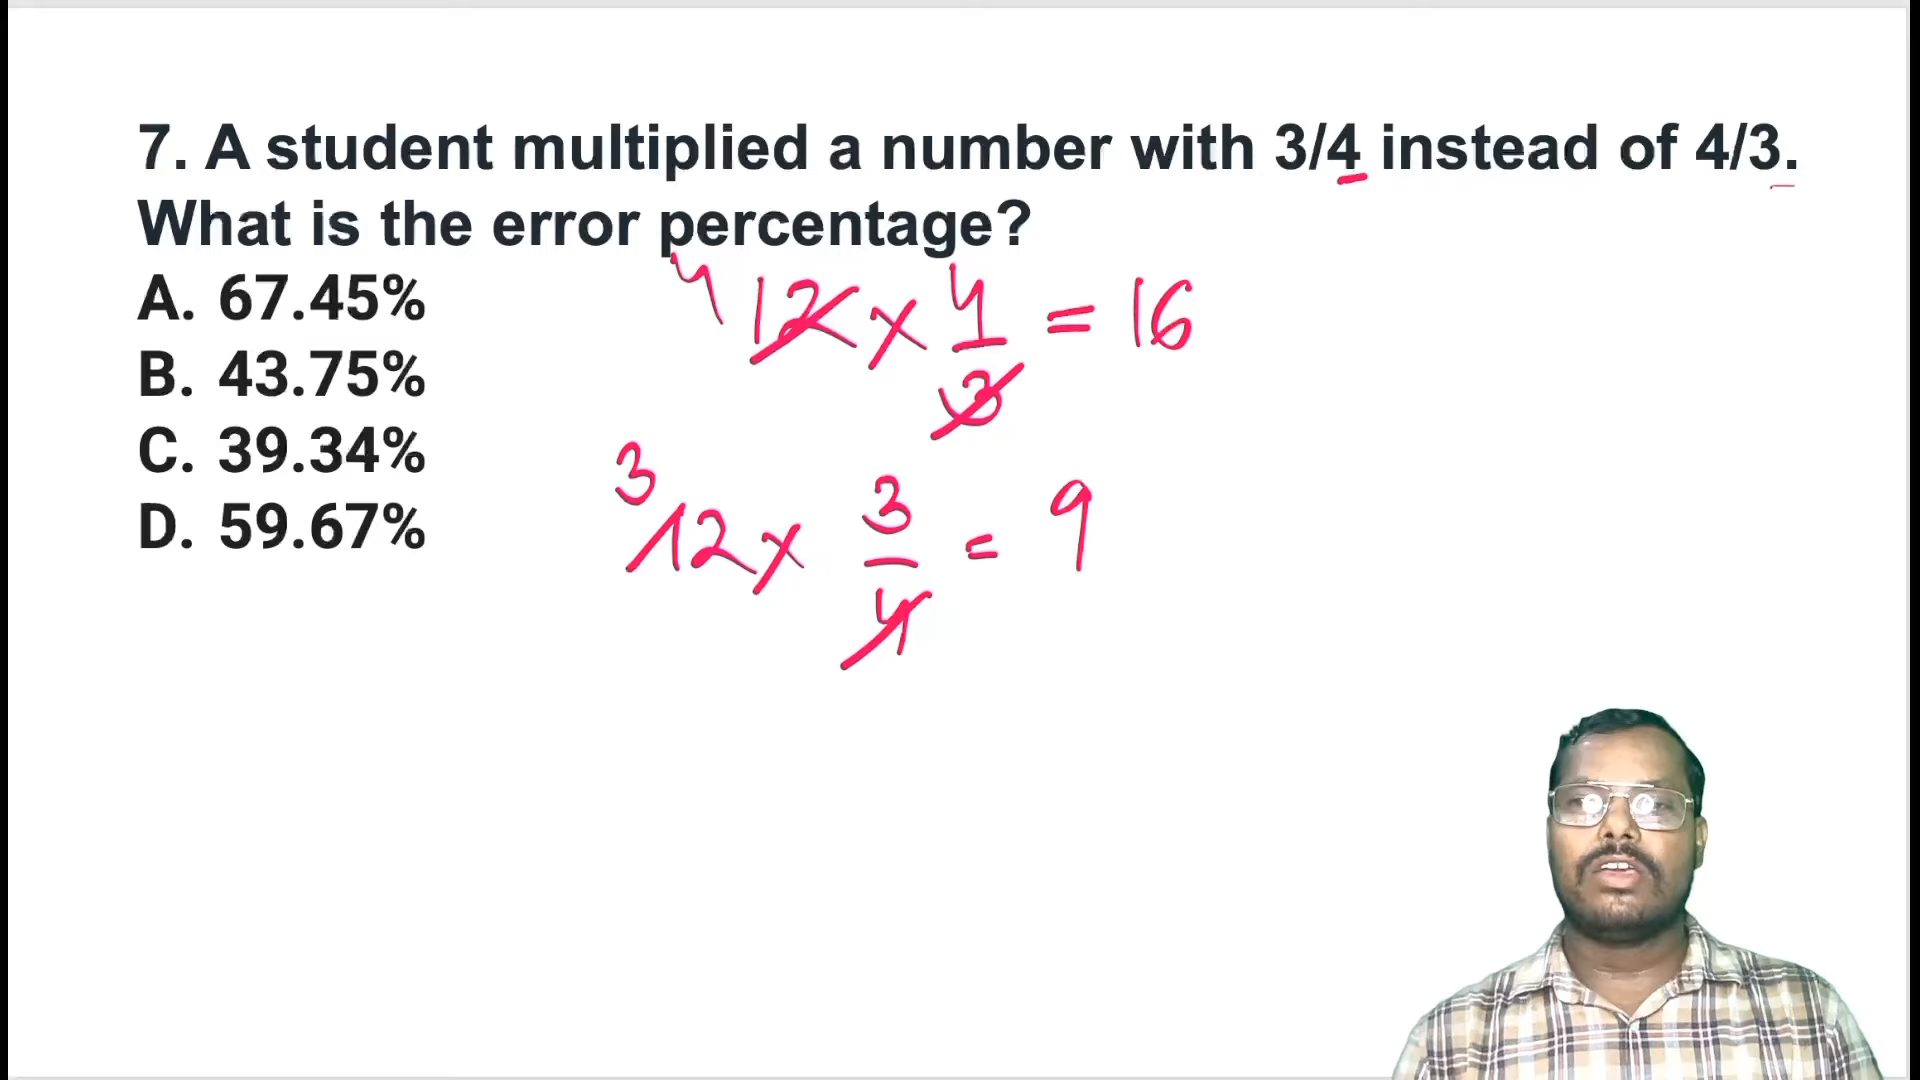 7. A student multiplied a number with 3/4 instead of 4/3.
What is the error percentage?
A. 67.45%
B. 43.75%
C. 39.34%
D. 59.67%
4 12 x 4/3 = 16
3 12 x 3/4 = 9